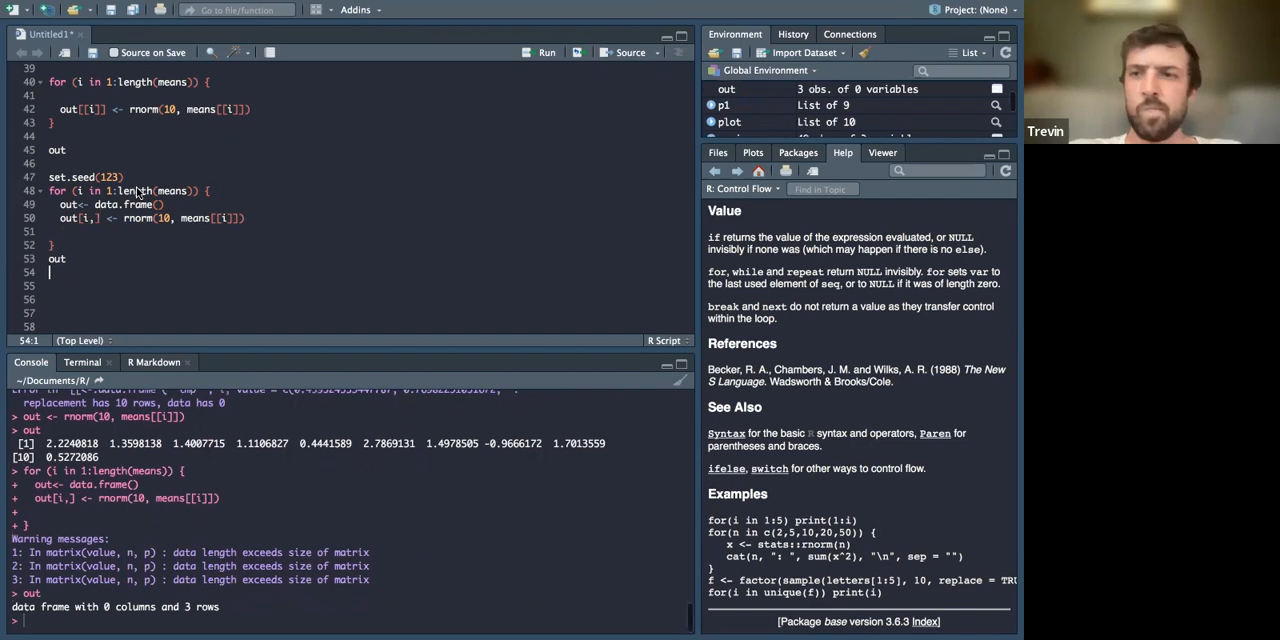 Go to file/function
Addins
Project: (None)
Untitled1*
Source on Save
Run
Source
39
40 for (i in 1:length(means)) {
41
42 out[[i]] <- rnorm(10, means[[i]])
43 }
44
45 out
46
47 set.seed(123)
48 for (i in 1:length(means)) {
49 out<- data.frame()
50 out[i,] <- rnorm(10, means[[i]])
51
52 }
53 out
54
55
56
57
58
54:1 (Top Level)
R Script
Console Terminal R Markdown
~/Documents/R/
replacement has 10 rows, data has 0
> out <- rnorm(10, means[[i]])
> out
[1] 2.2240818 1.3598138 1.4007715 1.1106827 0.4441589 2.7869131 1.4978505 -0.9666172 1.7013559
[10] 0.5272086
> for (i in 1:length(means)) {
+ out<- data.frame()
+ out[i,] <- rnorm(10, means[[i]])
+
+ }
Warning messages:
1: In matrix(value, n, p) : data length exceeds size of matrix
2: In matrix(value, n, p) : data length exceeds size of matrix
3: In matrix(value, n, p) : data length exceeds size of matrix
> out
data frame with 0 columns and 3 rows
>
Environment History Connections
Import Dataset
List
Global Environment
out 3 obs. of 0 variables
p1 List of 9
plot List of 10
Files Plots Packages Help Viewer
R: Control Flow
Find in Topic
Value
if returns the value of the expression evaluated, or NULL
invisibly if none was (which may happen if there is no else).
for, while and repeat return NULL invisibly. for sets var to
the last used element of seq, or to NULL if it was of length zero.
break and next do not return a value as they transfer control
within the loop.
References
Becker, R. A., Chambers, J. M. and Wilks, A. R. (1988) The New
S Language. Wadsworth & Brooks/Cole.
See Also
Syntax for the basic R syntax and operators, Paren for
parentheses and braces.
ifelse, switch for other ways to control flow.
Examples
for(i in 1:5) print(1:i)
for(n in c(2,5,10,20,50)) {
x <- stats::rnorm(n)
cat(n, ": ", sum(x^2), "\n", sep = "")
}
f <- factor(sample(letters[1:5], 10, replace = TRU
for(i in unique(f)) print(i)
[Package base version 3.6.3 Index]
Trevin